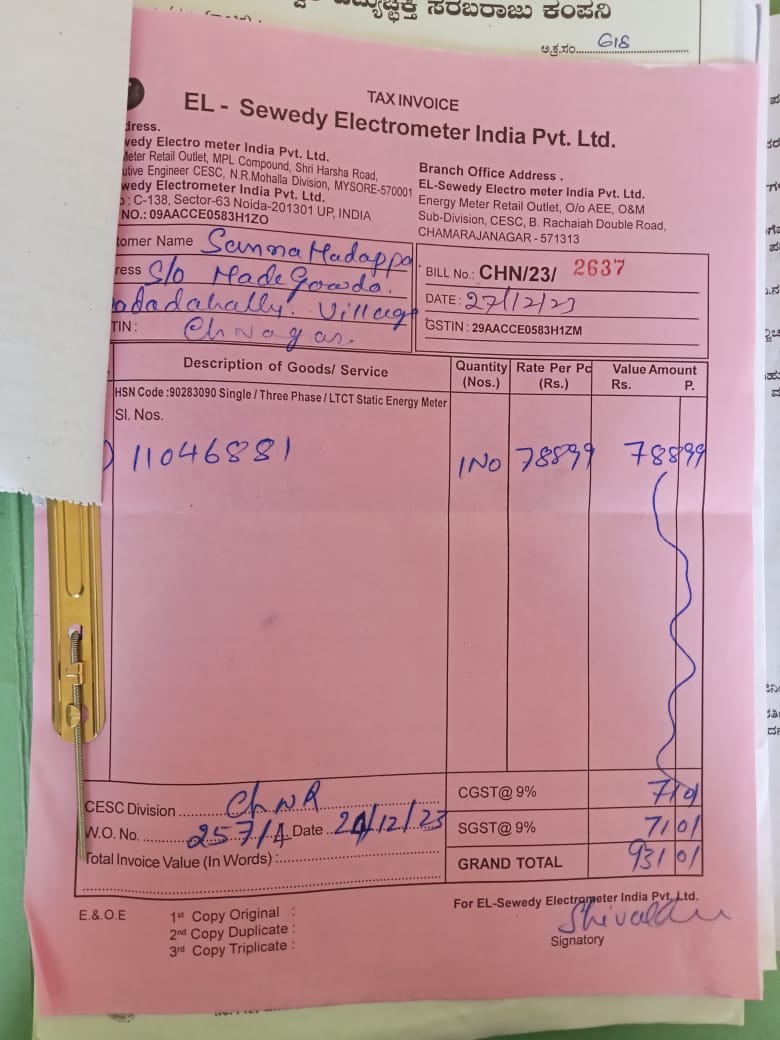 ಸರಬರಾಜು ಕಂಪನಿ
ಅ.ಕ್ರ.ಸಂ. 618
TAX INVOICE
EL - Sewedy Electrometer India Pvt. Ltd.
dress.
wedy Electro meter India Pvt. Ltd.
eter Retail Outlet, MPL Compound, Shri Harsha Road,
utive Engineer CESC, N.R.Mohalla Division, MYSORE-570001
wedy Electrometer India Pvt. Ltd.
: C-138, Sector-63 Noida-201301 UP, INDIA
NO.: 09AACCE0583H1ZO
Branch Office Address .
EL-Sewedy Electro meter India Pvt. Ltd.
Energy Meter Retail Outlet, O/o AEE, O&M
Sub-Division, CESC, B. Rachaiah Double Road,
CHAMARAJANAGAR - 571313
tomer Name Sanna Madappa
ress S/o Made Gowda.
adadahally. Village
TIN : Ch Nagar.
BILL No.: CHN/23/ 2637
DATE : 27/12/23
GSTIN : 29AACCE0583H1ZM
Description of Goods/ Service Quantity (Nos.) Rate Per Pc (Rs.) Value Amount Rs. P.
HSN Code :90283090 Single / Three Phase / LTCT Static Energy Meter
Sl. Nos.
) 11046881 1NO 78899 788 99
CESC Division ChNR CGST@ 9% 71 01
W.O. No. 257/4 Date 20/12/23 SGST@ 9% 71 01
Total Invoice Value (In Words) : GRAND TOTAL 931 01
E.& O.E
1st Copy Original :
2nd Copy Duplicate :
3rd Copy Triplicate :
For EL-Sewedy Electrometer India Pvt. Ltd.
Signatory